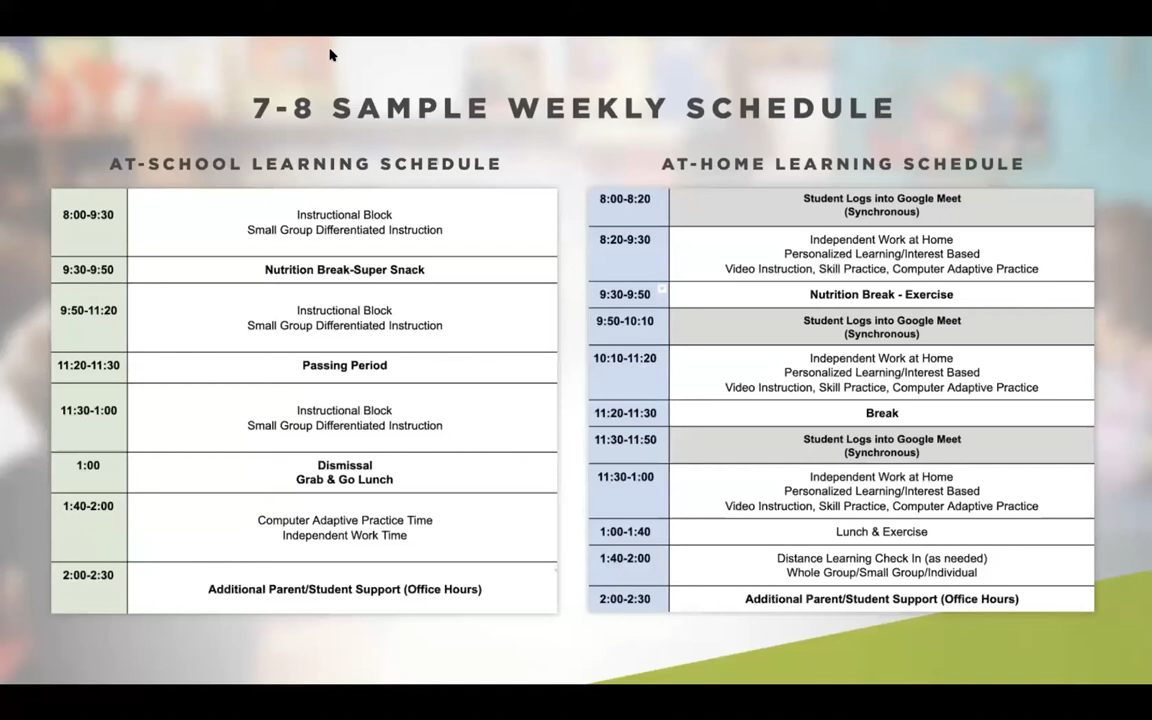 7-8 SAMPLE WEEKLY SCHEDULE
AT-SCHOOL LEARNING SCHEDULE
8:00-9:30
Instructional Block
Small Group Differentiated Instruction
9:30-9:50
Nutrition Break-Super Snack
9:50-11:20
Instructional Block
Small Group Differentiated Instruction
11:20-11:30
Passing Period
11:30-1:00
Instructional Block
Small Group Differentiated Instruction
1:00
Dismissal
Grab & Go Lunch
1:40-2:00
Computer Adaptive Practice Time
Independent Work Time
2:00-2:30
Additional Parent/Student Support (Office Hours)
AT-HOME LEARNING SCHEDULE
8:00-8:20
Student Logs into Google Meet
(Synchronous)
8:20-9:30
Independent Work at Home
Personalized Learning/Interest Based
Video Instruction, Skill Practice, Computer Adaptive Practice
9:30-9:50
Nutrition Break - Exercise
9:50-10:10
Student Logs into Google Meet
(Synchronous)
10:10-11:20
Independent Work at Home
Personalized Learning/Interest Based
Video Instruction, Skill Practice, Computer Adaptive Practice
11:20-11:30
Break
11:30-11:50
Student Logs into Google Meet
(Synchronous)
11:30-1:00
Independent Work at Home
Personalized Learning/Interest Based
Video Instruction, Skill Practice, Computer Adaptive Practice
1:00-1:40
Lunch & Exercise
1:40-2:00
Distance Learning Check In (as needed)
Whole Group/Small Group/Individual
2:00-2:30
Additional Parent/Student Support (Office Hours)